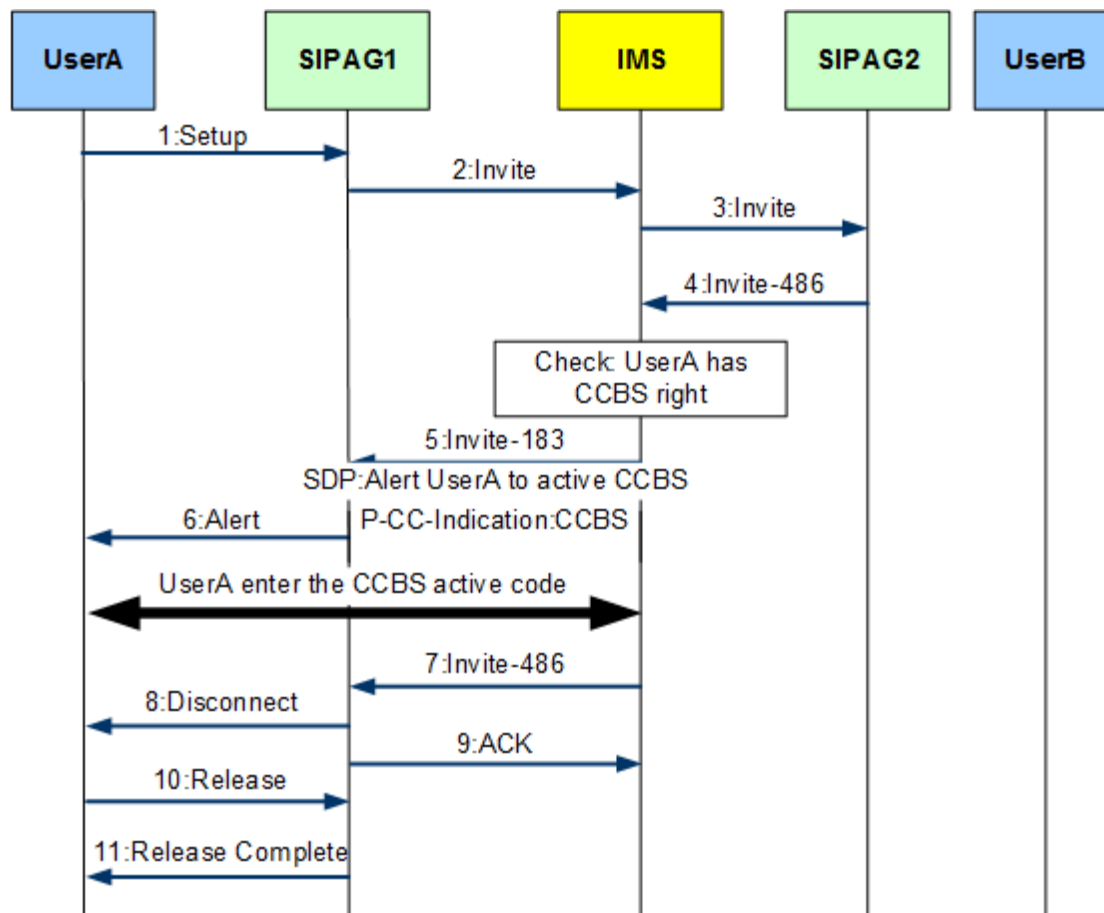 UserA
SIPAG1
IMS
SIPAG2
UserB
1:Setup
2:Invite
3:Invite
4:Invite-486
Check: UserA has
CCBS right
5:Invite-183
SDP:Alert UserA to active CCBS
6:Alert
P-CC-Indication:CCBS
UserA enter the CCBS active code
7:Invite-486
8:Disconnect
9:ACK
10:Release
11:Release Complete